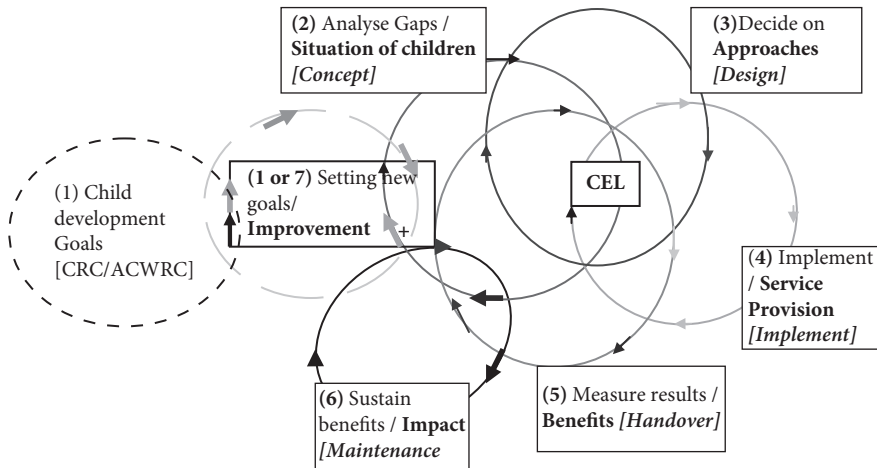 (2) Analyse Gaps /
Situation of children
[Concept]
(3)Decide on
Approaches
[Design]
(1) Child
development
Goals
[CRC/ACWRC]
(1 or 7) Setting new
goals/
Improvement
+
CEL
(4) Implement
/ Service
Provision
[Implement]
(5) Measure results /
Benefits [Handover]
(6) Sustain
benefits / Impact
[Maintenance